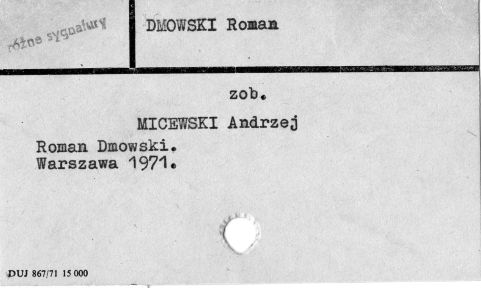 różne sygnatury
DMOWSKI Roman
zob.
MICEWSKI Andrzej
Roman Dmowski.
Warszawa 1971.
DUJ 867/71 15 000